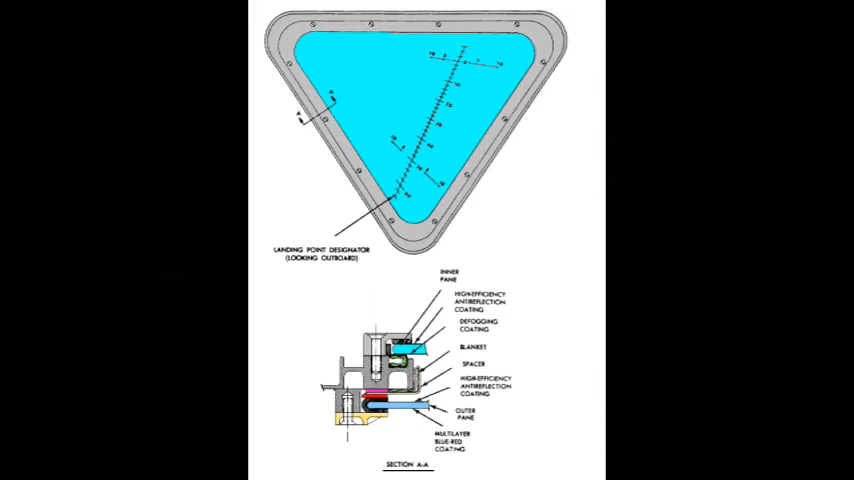 A
A
LANDING POINT DESIGNATOR
(LOOKING OUTBOARD)
INNER
PANE
HIGH-EFFICIENCY
ANTIREFLECTION
COATING
DEFOGGING
COATING
BLANKET
SPACER
HIGH-EFFICIENCY
ANTIREFLECTION
COATING
OUTER
PANE
MULTILAYER
BLUE-RED
COATING
SECTION A-A